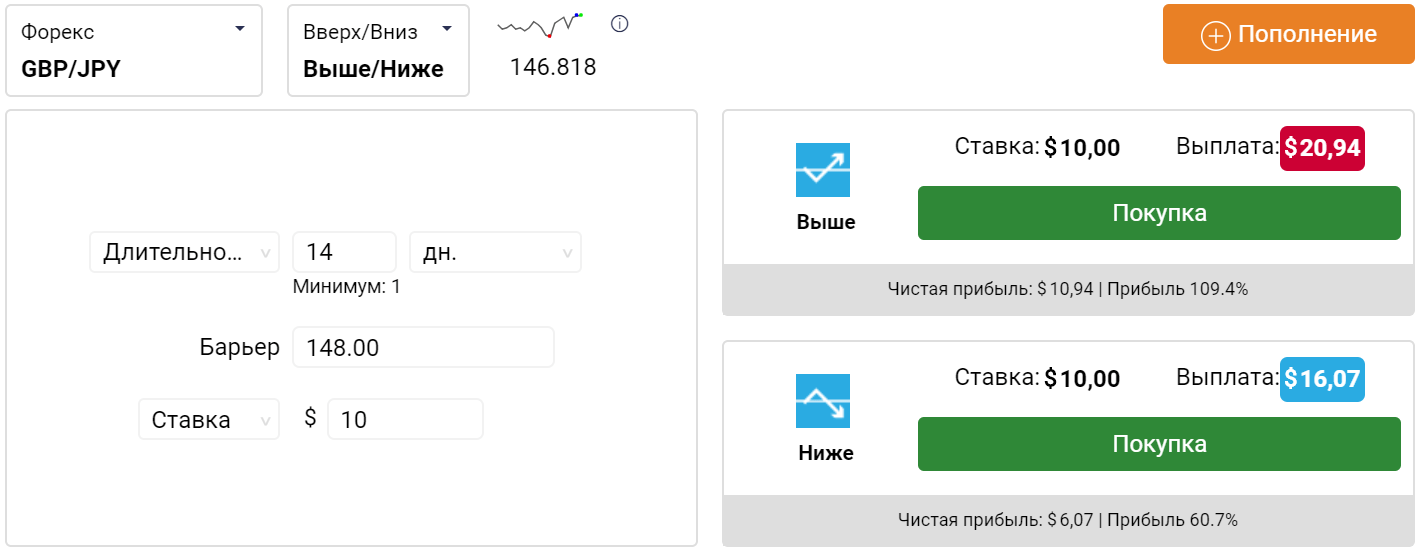 Форекс
GBP/JPY
Вверх/Вниз
Выше/Ниже
146.818
Пополнение
Длительно...
14
дн.
Минимум: 1
Барьер
148.00
Ставка
$
10
Ставка: $10,00
Выплата: $20,94
Выше
Покупка
Чистая прибыль: $10,94 | Прибыль 109.4%
Ставка: $10,00
Выплата: $16,07
Ниже
Покупка
Чистая прибыль: $6,07 | Прибыль 60.7%